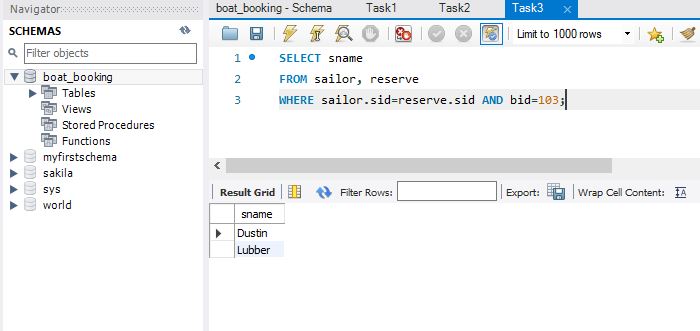 Navigator
SCHEMAS
Filter objects
boat_booking
Tables
Views
Stored Procedures
Functions
myfirstschema
sakila
sys
world
boat_booking - Schema Task1 Task2 Task3
Limit to 1000 rows
1 SELECT sname
2 FROM sailor, reserve
3 WHERE sailor.sid=reserve.sid AND bid=103;
Result Grid Filter Rows: Export: Wrap Cell Content:
sname
Dustin
Lubber